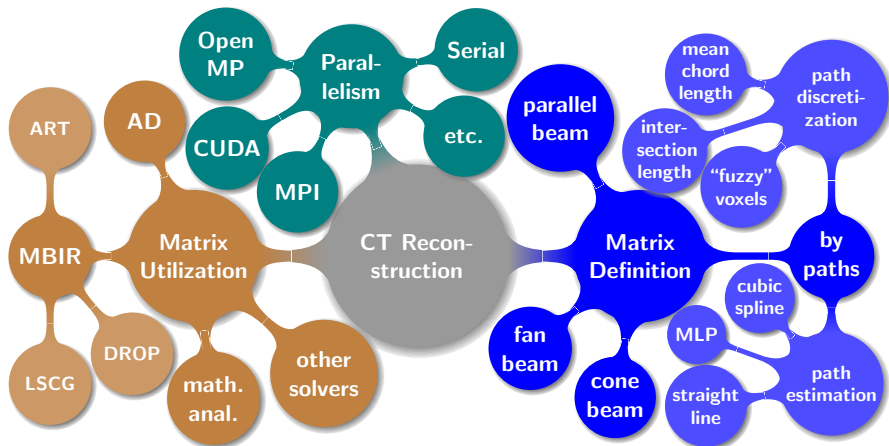 Open
MP
Paral-
lelism
Serial
CUDA
MPI
etc.
ART
AD
MBIR
Matrix
Utilization
LSCG
DROP
math.
anal.
other
solvers
CT Recon-
struction
parallel
beam
Matrix
Definition
fan
beam
cone
beam
mean
chord
length
inter-
section
length
"fuzzy"
voxels
path
discreti-
zation
by
paths
cubic
spline
MLP
straight
line
path
estimation